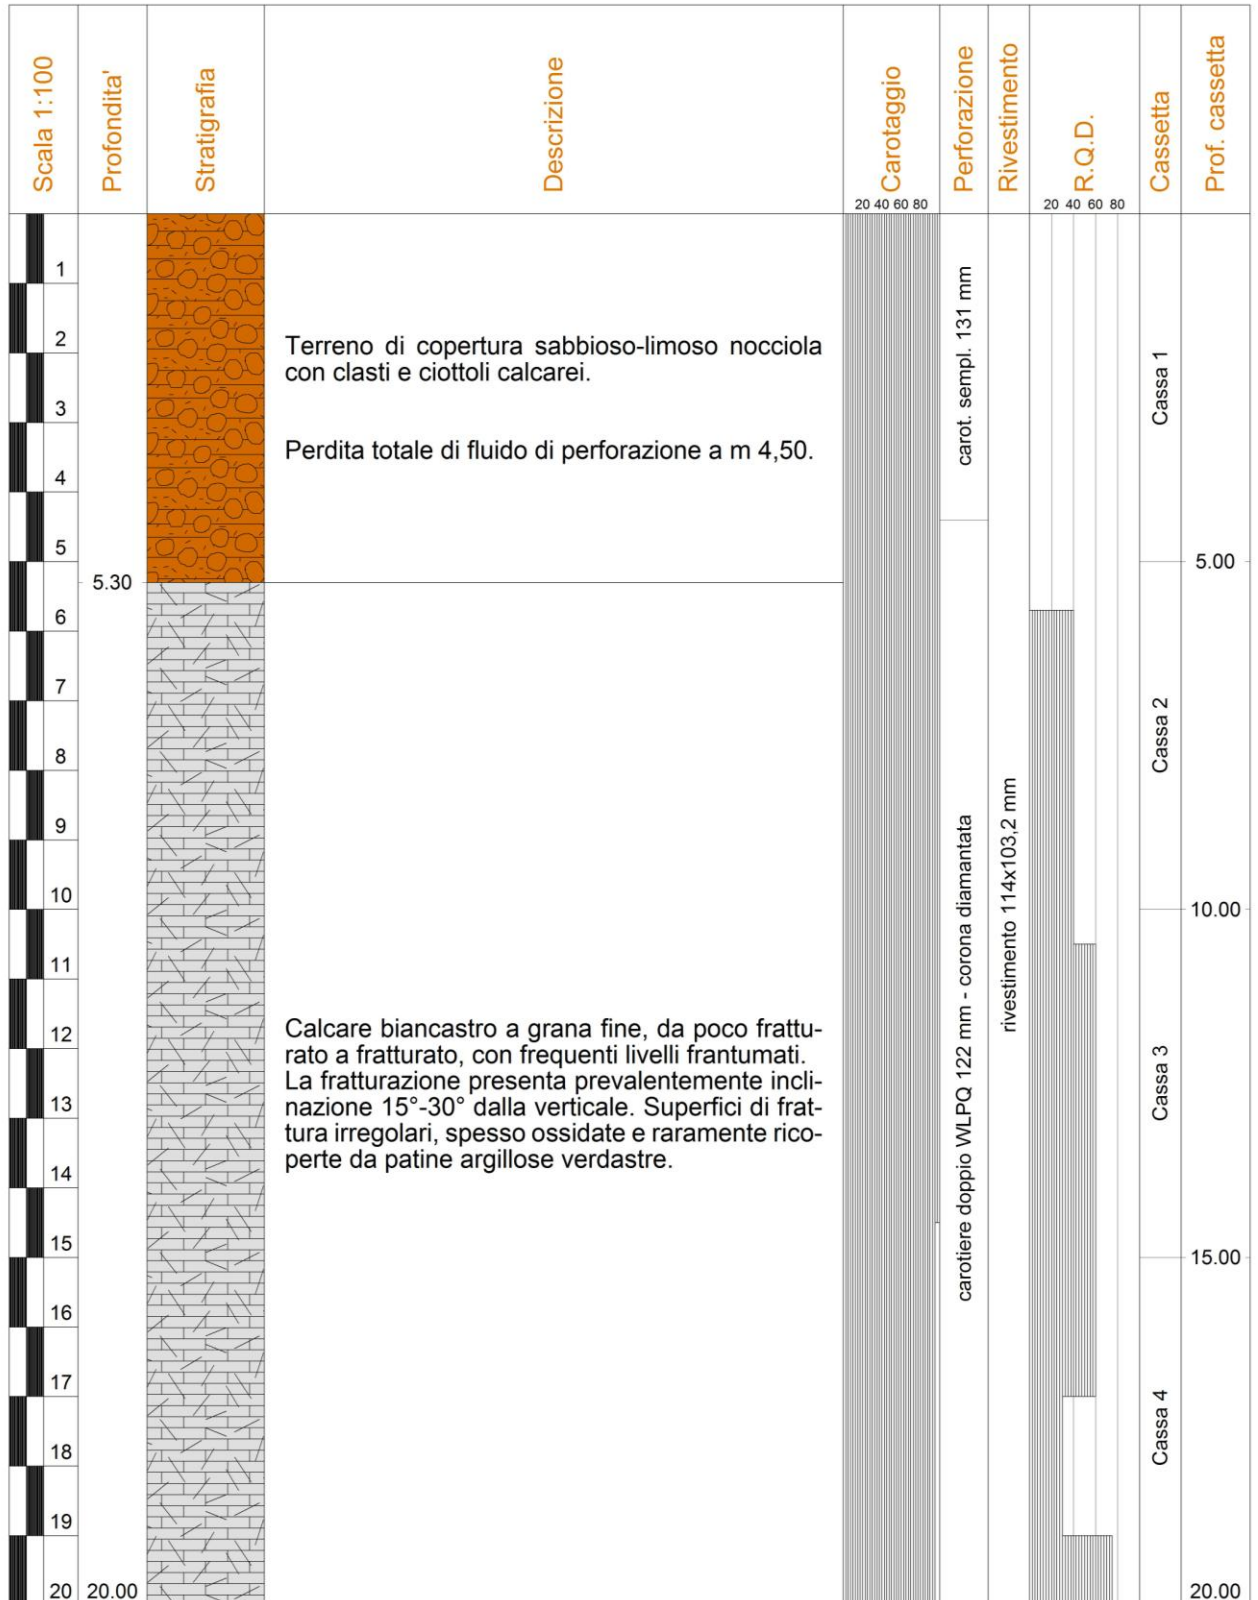 Scala 1:100
Profondita'
Stratigrafia
Descrizione
Carotaggio
20 40 60 80
Perforazione
Rivestimento
R.Q.D.
20 40 60 80
Cassetta
Prof. cassetta
1
2
3
4
5
6
7
8
9
10
11
12
13
14
15
16
17
18
19
20
5.30
20.00
Terreno di copertura sabbioso-limoso nocciola
con clasti e ciottoli calcarei.
Perdita totale di fluido di perforazione a m 4,50.
Calcare biancastro a grana fine, da poco frattu-
rato a fratturato, con frequenti livelli frantumati.
La fratturazione presenta prevalentemente incli-
nazione 15°-30° dalla verticale. Superfici di frat-
tura irregolari, spesso ossidate e raramente rico-
perte da patine argillose verdastre.
carot. sempl. 131 mm
carotiere doppio WLPQ 122 mm - corona diamantata
rivestimento 114x103,2 mm
Cassa 1
Cassa 2
Cassa 3
Cassa 4
5.00
10.00
15.00
20.00